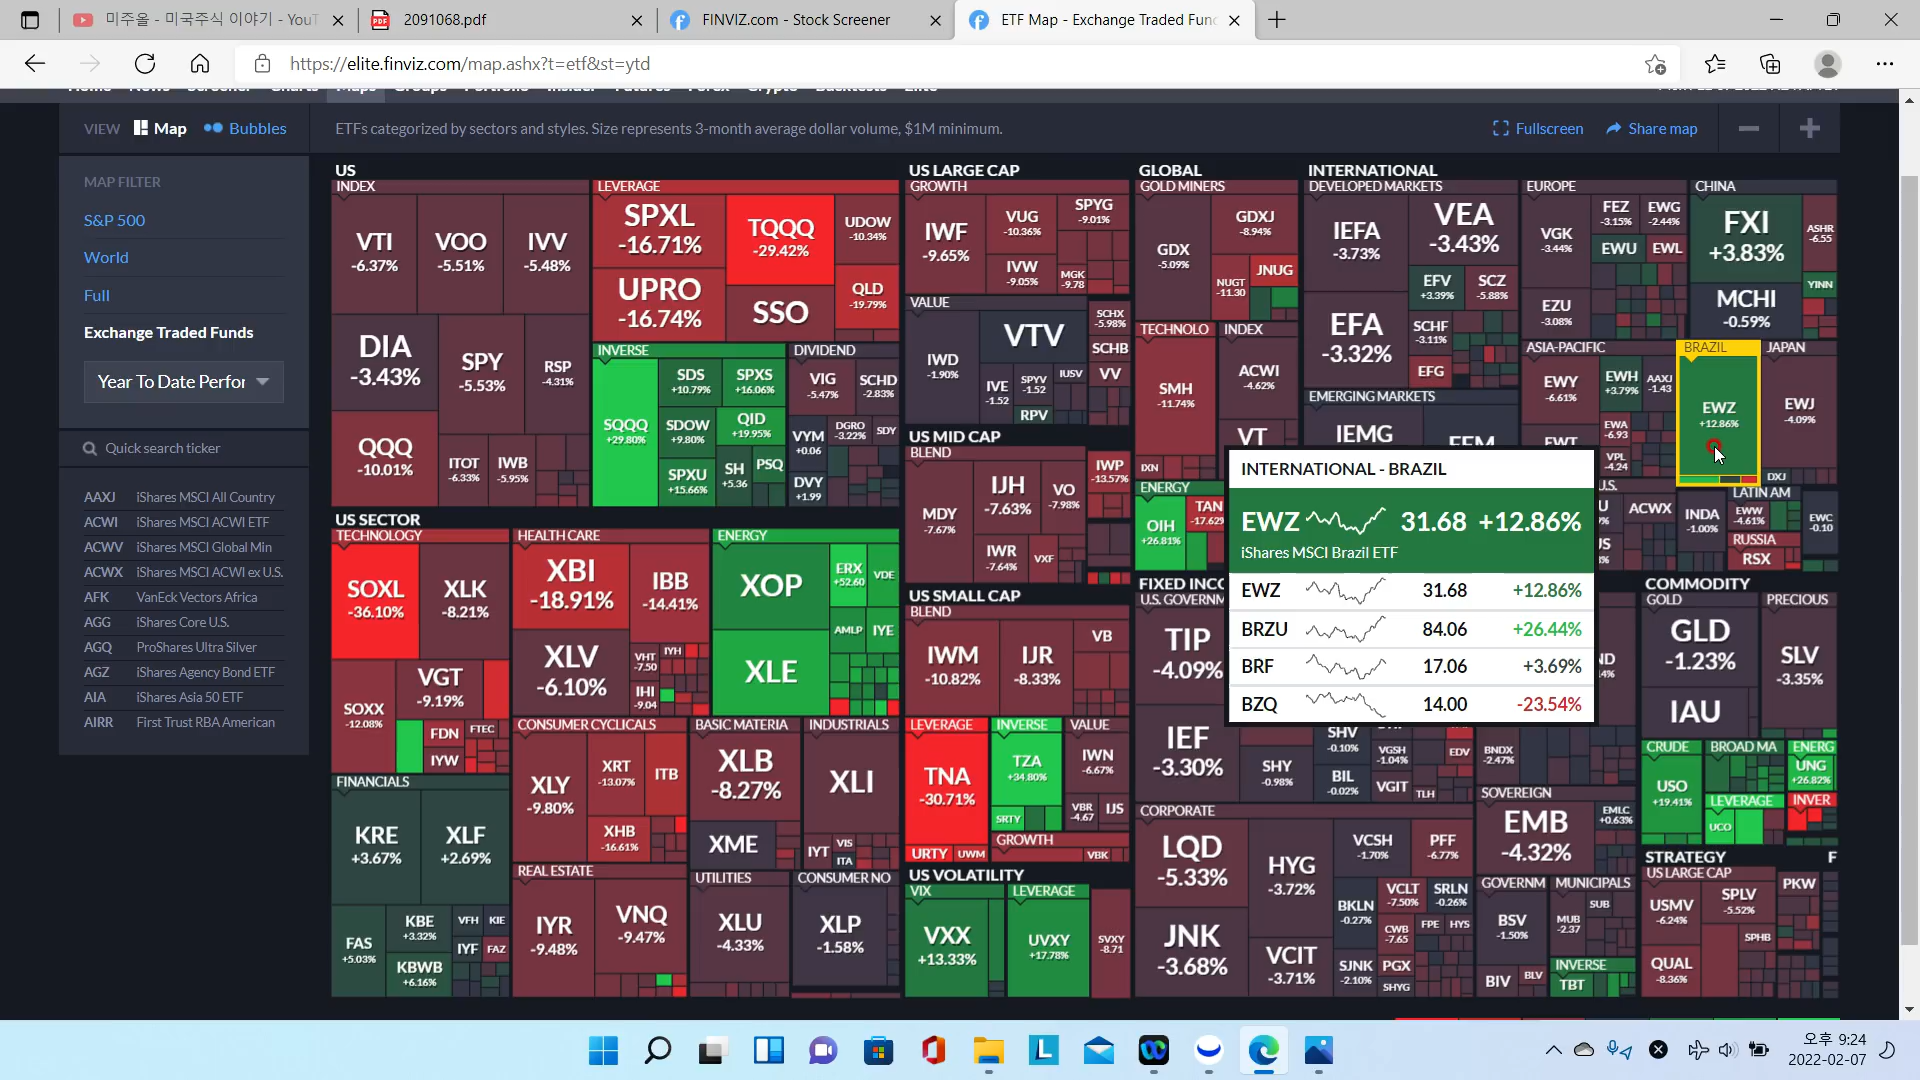 미주올 - 미국주식 이야기 - YouT
2091068.pdf
FINVIZ.com - Stock Screener
ETF Map - Exchange Traded Func
https://elite.finviz.com/map.ashx?t=etf&st=ytd
Home News Screener Charts Maps Groups Portfolio Insider Futures Forex Crypto Backtests Elite
VIEW Map Bubbles
ETFs categorized by sectors and styles. Size represents 3-month average dollar volume, $1M minimum.
Fullscreen
Share map
MAP FILTER
S&P 500
World
Full
Exchange Traded Funds
Year To Date Perfor
Quick search ticker
AAXJ iShares MSCI All Country
ACWI iShares MSCI ACWI ETF
ACWV iShares MSCI Global Min
ACWX iShares MSCI ACWI ex U.S.
AFK VanEck Vectors Africa
AGG iShares Core U.S.
AGQ ProShares Ultra Silver
AGZ iShares Agency Bond ETF
AIA iShares Asia 50 ETF
AIRR First Trust RBA American
US
INDEX
VTI
-6.37%
VOO
-5.51%
IVV
-5.48%
DIA
-3.43%
SPY
-5.53%
RSP
-4.31%
QQQ
-10.01%
ITOT
-6.33%
IWB
-5.95%
LEVERAGE
SPXL
-16.71%
TQQQ
-29.42%
UDOW
-10.34%
UPRO
-16.74%
SSO
QLD
-19.79%
INVERSE
SQQQ
+29.80%
SDS
+10.79%
SPXS
+16.06%
SDOW
+9.80%
QID
+19.95%
SPXU
+15.66%
SH
+5.36
PSQ
DIVIDEND
VIG
-5.47%
SCHD
-2.83%
VYM
+0.06
DGRO
-3.22%
SDY
DVY
+1.99
US SECTOR
TECHNOLOGY
SOXL
-36.10%
XLK
-8.21%
SOXX
-12.08%
VGT
-9.19%
FDN
FTEC
IYW
HEALTH CARE
XBI
-18.91%
IBB
-14.41%
XLV
-6.10%
VHT
-7.50
IYH
IHI
-9.04
ENERGY
XOP
ERX
+52.60
VDE
XLE
AMLP
IYE
FINANCIALS
KRE
+3.67%
XLF
+2.69%
FAS
+5.03%
KBE
+3.32%
VFH
KIE
KBWB
+6.16%
IYF
FAZ
CONSUMER CYCLICALS
XLY
-9.80%
XRT
-13.07%
ITB
XHB
-16.61%
BASIC MATERIA
XLB
-8.27%
XME
INDUSTRIALS
XLI
IYT
VIS
ITA
REAL ESTATE
IYR
-9.48%
VNQ
-9.47%
UTILITIES
XLU
-4.33%
CONSUMER NO
XLP
-1.58%
US LARGE CAP
GROWTH
IWF
-9.65%
VUG
-10.36%
SPYG
-9.01%
IVW
-9.05%
MGK
-9.78
VALUE
IWD
-1.90%
VTV
IVE
-1.52
SPYV
-1.52
IUSV
RPV
SCHX
-5.98%
SCHB
VV
US MID CAP
BLEND
MDY
-7.67%
IJH
-7.63%
VO
-7.98%
IWR
-7.64%
VXF
IWP
-13.57%
US SMALL CAP
BLEND
IWM
-10.82%
IJR
-8.33%
VB
LEVERAGE
TNA
-30.71%
URTY
UWM
INVERSE
TZA
+34.80%
SRTY
VALUE
IWN
-6.67%
VBR
-4.67
IJS
GROWTH
VBK
US VOLATILITY
VIX
VXX
+13.33%
LEVERAGE
UVXY
+17.78%
SVXY
-8.71
GLOBAL
GOLD MINERS
GDX
-5.09%
GDXJ
-8.94%
NUGT
-11.30
JNUG
TECHNOLO
SMH
-11.74%
IXN
INDEX
ACWI
-4.62%
VT
ENERGY
OIH
+26.81%
TAN
-17.62
FIXED INCO
U.S. GOVERNM
TIP
-4.09%
IEF
-3.30%
SHY
-0.98%
SHV
-0.10%
BIL
-0.02%
VGSH
-1.04%
VGIT
EDV
TLH
BNDX
-2.47%
CORPORATE
LQD
-5.33%
HYG
-3.72%
JNK
-3.68%
VCIT
-3.71%
VCSH
-1.70%
PFF
-6.77%
BKLN
-0.27%
VCLT
-7.50%
SRLN
-0.26%
CWB
-7.65
FPE
HYS
SJNK
-2.10%
PGX
SHYG
SOVEREIGN
EMB
-4.32%
EMLC
+0.63%
GOVERNM
BSV
-1.50%
BIV
BLV
MUNICIPALS
MUB
-2.37
SUB
INVERSE
TBT
INTERNATIONAL
DEVELOPED MARKETS
IEFA
-3.73%
VEA
-3.43%
EFA
-3.32%
EFV
+3.39%
SCZ
-5.88%
SCHF
-3.11%
EFG
EMERGING MARKETS
IEMG
EEM
EUROPE
VGK
-3.44%
FEZ
-3.15%
EWG
-2.44%
EWU
EWL
EZU
-3.08%
CHINA
FXI
+3.83%
ASHR
-6.55
YINN
MCHI
-0.59%
ASIA-PACIFIC
EWY
-6.61%
EWH
+3.79%
AAXJ
-1.43
EWA
-6.93
EWT
VPL
-4.24
BRAZIL
EWZ
+12.86%
JAPAN
EWJ
-4.09%
DXJ
U.S.
ACWX
INDA
-1.00%
LATIN AM
EWW
-4.61%
EWC
-0.10
RUSSIA
RSX
INTERNATIONAL - BRAZIL
EWZ 31.68 +12.86%
iShares MSCI Brazil ETF
EWZ 31.68 +12.86%
BRZU 84.06 +26.44%
BRF 17.06 +3.69%
BZQ 14.00 -23.54%
COMMODITY
GOLD
GLD
-1.23%
IAU
PRECIOUS
SLV
-3.35%
CRUDE
USO
+19.41%
BROAD MA
LEVERAGE
UCO
ENERG
UNG
+26.82%
INVER
STRATEGY
F
US LARGE CAP
USMV
-6.24%
SPLV
-5.52%
SPHB
QUAL
-8.36%
PKW
오후 9:24
2022-02-07